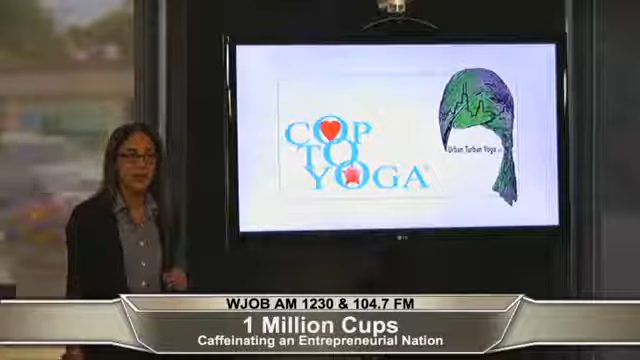 COP
TO
YOGA
Urban Turban Yoga
WJOB AM 1230 & 104.7 FM
1 Million Cups
Caffeinating an Entrepreneurial Nation